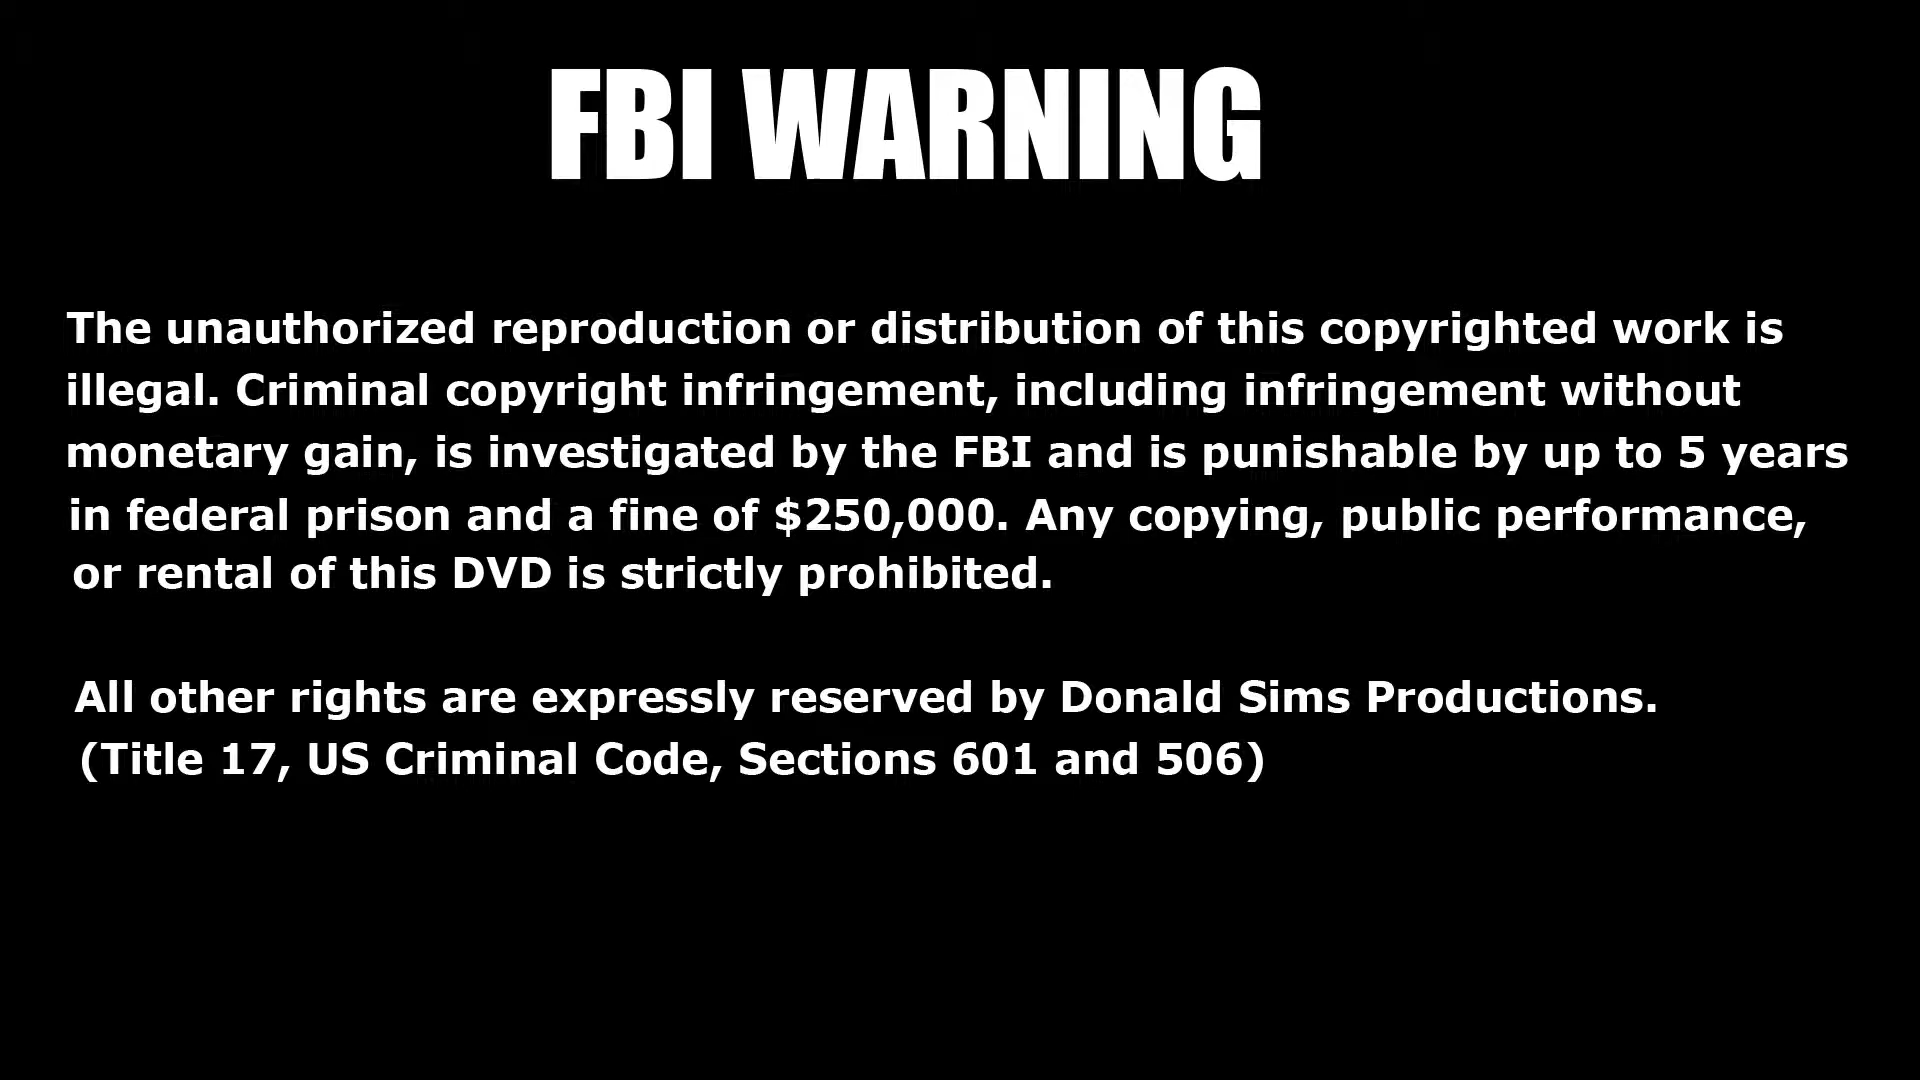 FBI WARNING
The unauthorized reproduction or distribution of this copyrighted work is
illegal. Criminal copyright infringement, including infringement without
monetary gain, is investigated by the FBI and is punishable by up to 5 years
in federal prison and a fine of $250,000. Any copying, public performance,
or rental of this DVD is strictly prohibited.
All other rights are expressly reserved by Donald Sims Productions.
(Title 17, US Criminal Code, Sections 601 and 506)